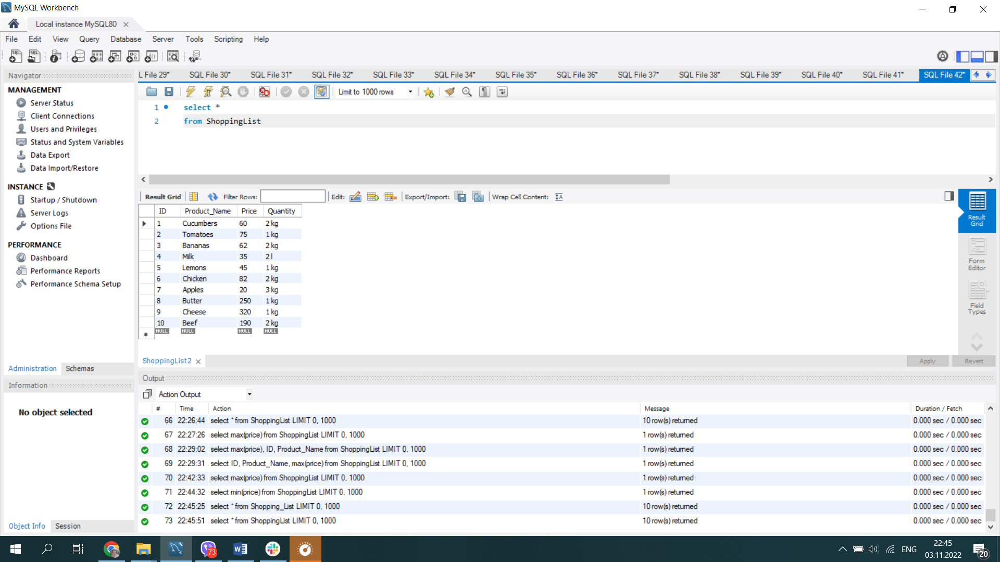 MySQL Workbench
Local instance MySQL80
File Edit View Query Database Server Tools Scripting Help
Navigator
L File 29* SQL File 30* SQL File 31* SQL File 32* SQL File 33* SQL File 34* SQL File 35* SQL File 36* SQL File 37* SQL File 38* SQL File 39* SQL File 40* SQL File 41* SQL File 42*
MANAGEMENT
Server Status
Client Connections
Users and Privileges
Status and System Variables
Data Export
Data Import/Restore
INSTANCE
Startup / Shutdown
Server Logs
Options File
PERFORMANCE
Dashboard
Performance Reports
Performance Schema Setup
Administration Schemas
Information
No object selected
Object Info Session
Limit to 1000 rows
1 select *
2 from ShoppingList
Result Grid Filter Rows: Edit: Export/Import: Wrap Cell Content:
ID Product_Name Price Quantity
1 Cucumbers 60 2 kg
2 Tomatoes 75 1 kg
3 Bananas 62 2 kg
4 Milk 35 2 l
5 Lemons 45 1 kg
6 Chicken 82 2 kg
7 Apples 20 3 kg
8 Butter 250 1 kg
9 Cheese 320 1 kg
10 Beef 190 2 kg
NULL NULL NULL NULL
Result
Grid
Form
Editor
Field
Types
ShoppingList2
Apply Revert
Output
Action Output
# Time Action Message Duration / Fetch
66 22:26:44 select * from ShoppingList LIMIT 0, 1000 10 row(s) returned 0.000 sec / 0.000 sec
67 22:27:26 select max(price) from ShoppingList LIMIT 0, 1000 1 row(s) returned 0.000 sec / 0.000 sec
68 22:29:02 select max(price), ID, Product_Name from ShoppingList LIMIT 0, 1000 1 row(s) returned 0.000 sec / 0.000 sec
69 22:29:31 select ID, Product_Name, max(price) from ShoppingList LIMIT 0, 1000 1 row(s) returned 0.000 sec / 0.000 sec
70 22:42:33 select max(price) from ShoppingList LIMIT 0, 1000 1 row(s) returned 0.000 sec / 0.000 sec
71 22:44:32 select min(price) from ShoppingList LIMIT 0, 1000 1 row(s) returned 0.000 sec / 0.000 sec
72 22:45:25 select * from Shopping_List LIMIT 0, 1000 10 row(s) returned 0.000 sec / 0.000 sec
73 22:45:51 select * from ShoppingList LIMIT 0, 1000 10 row(s) returned 0.000 sec / 0.000 sec
73
ENG
22:45
03.11.2022
20